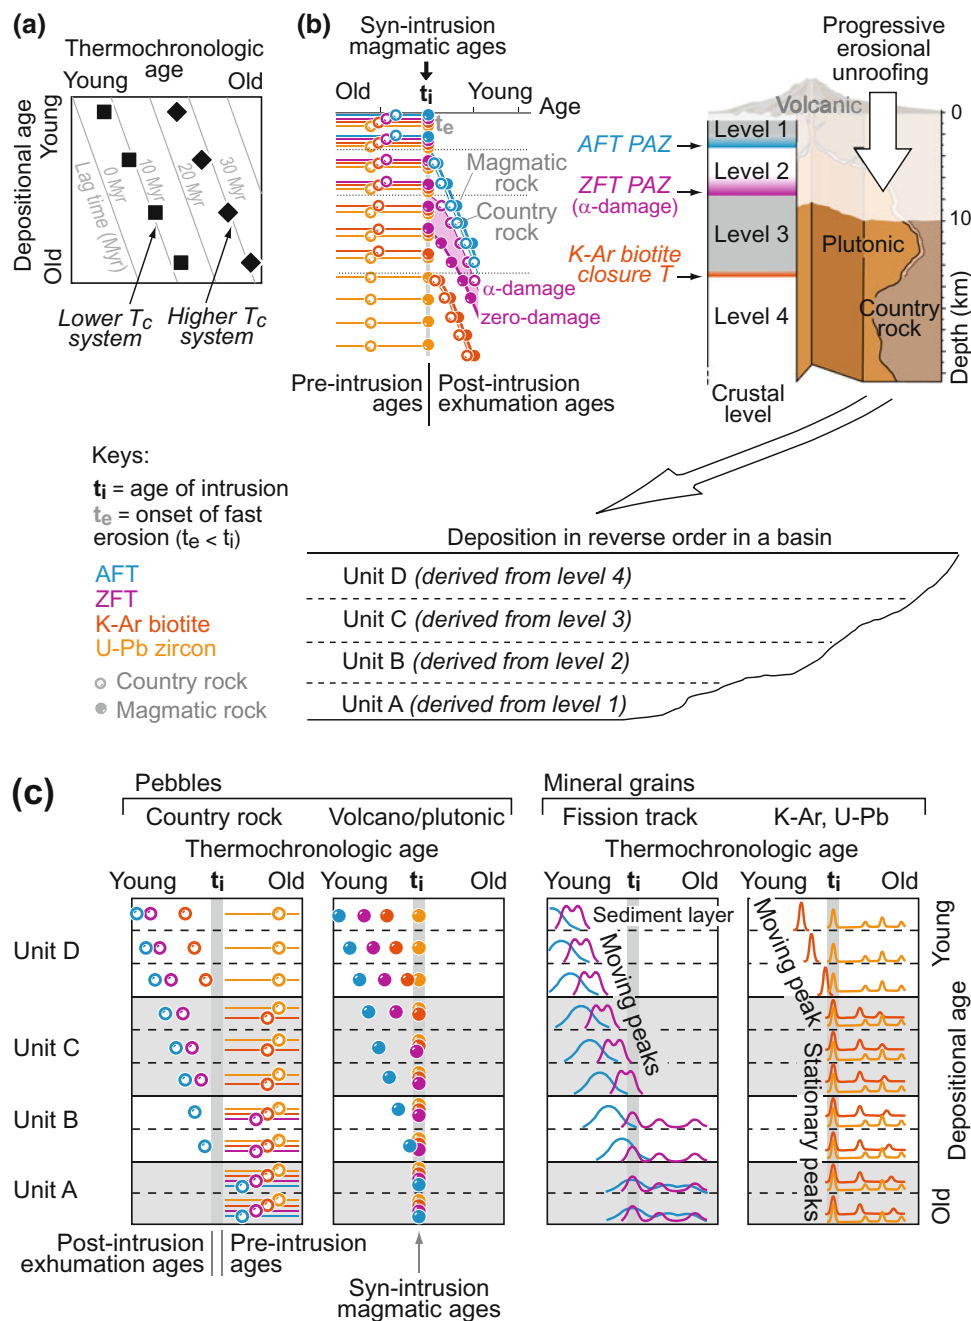 (a)
Thermochronologic
age
Young
Old
Depositional age
Young
Old
Lag time (Myr)
0 Myr
10 Myr
20 Myr
30 Myr
Lower Tc
system
Higher Tc
system
(b)
Syn-intrusion
magmatic ages
Old
ti
Young
Age
te
Magmatic
rock
Country
rock
α-damage
zero-damage
Pre-intrusion
ages
Post-intrusion
exhumation ages
Progressive
erosional
unroofing
Volcanic
AFT PAZ
ZFT PAZ
(α-damage)
K-Ar biotite
closure T
Level 1
Level 2
Level 3
Level 4
Crustal
level
Plutonic
Country
rock
0
10
Depth (km)
Keys:
ti = age of intrusion
te = onset of fast
erosion (te < ti)
AFT
ZFT
K-Ar biotite
U-Pb zircon
Country rock
Magmatic rock
Deposition in reverse order in a basin
Unit D (derived from level 4)
Unit C (derived from level 3)
Unit B (derived from level 2)
Unit A (derived from level 1)
(c)
Pebbles
Mineral grains
Country rock
Volcano/plutonic
Fission track
K-Ar, U-Pb
Thermochronologic age
Thermochronologic age
Young ti Old
Young ti Old
Young ti Old
Young ti Old
Unit D
Unit C
Unit B
Unit A
Sediment layer
Moving peaks
Moving peak
Stationary peaks
Young
Depositional age
Old
Post-intrusion
exhumation ages
Pre-intrusion
ages
Syn-intrusion
magmatic ages